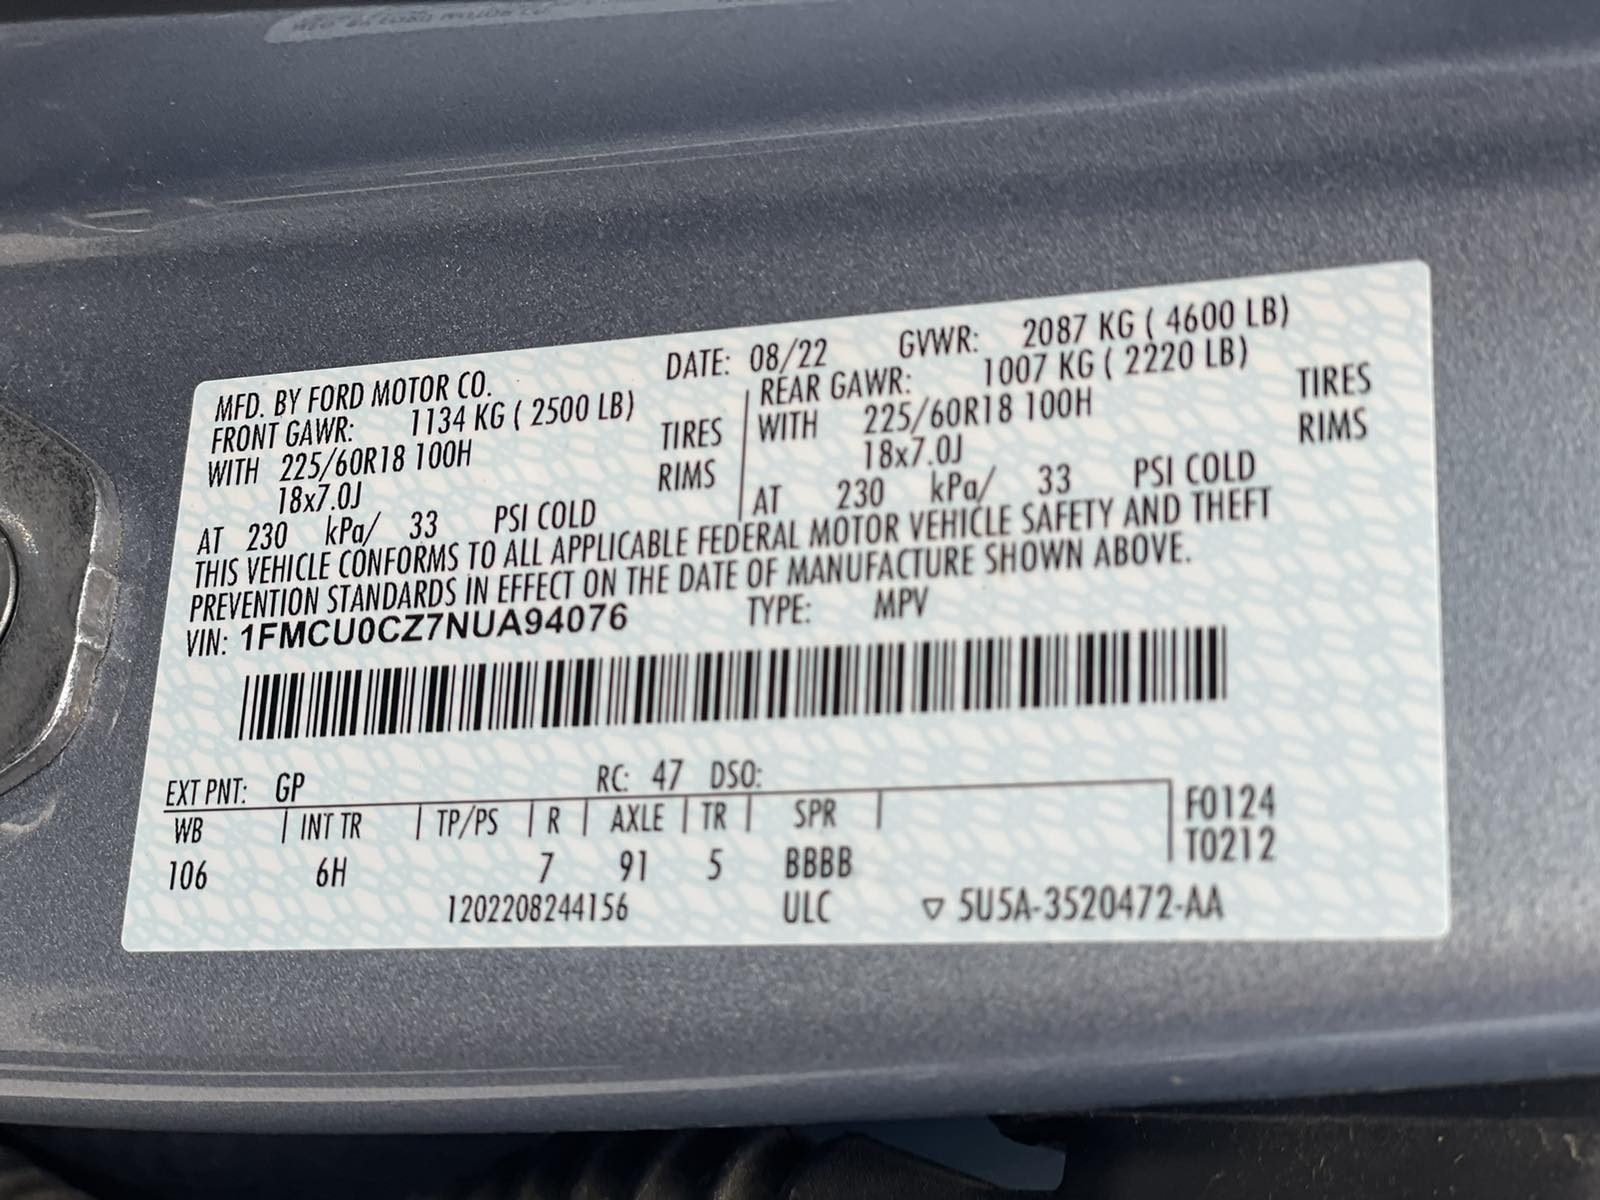 MFD. BY FORD MOTOR CO. DATE: 08/22 GVWR: 2087 KG ( 4600 LB)
FRONT GAWR: 1134 KG ( 2500 LB) REAR GAWR: 1007 KG ( 2220 LB)
WITH 225/60R18 100H TIRES WITH 225/60R18 100H TIRES
18x7.0J RIMS 18x7.0J RIMS
AT 230 kPa/ 33 PSI COLD AT 230 kPa/ 33 PSI COLD
THIS VEHICLE CONFORMS TO ALL APPLICABLE FEDERAL MOTOR VEHICLE SAFETY AND THEFT
PREVENTION STANDARDS IN EFFECT ON THE DATE OF MANUFACTURE SHOWN ABOVE.
VIN: 1FMCU0CZ7NUA94076 TYPE: MPV
EXT PNT: GP RC: 47 DSO:
WB | INT TR | TP/PS | R | AXLE | TR | SPR | F0124
106 6H 7 91 5 BBBB T0212
1202208244156 ULC ▽ 5U5A-3520472-AA